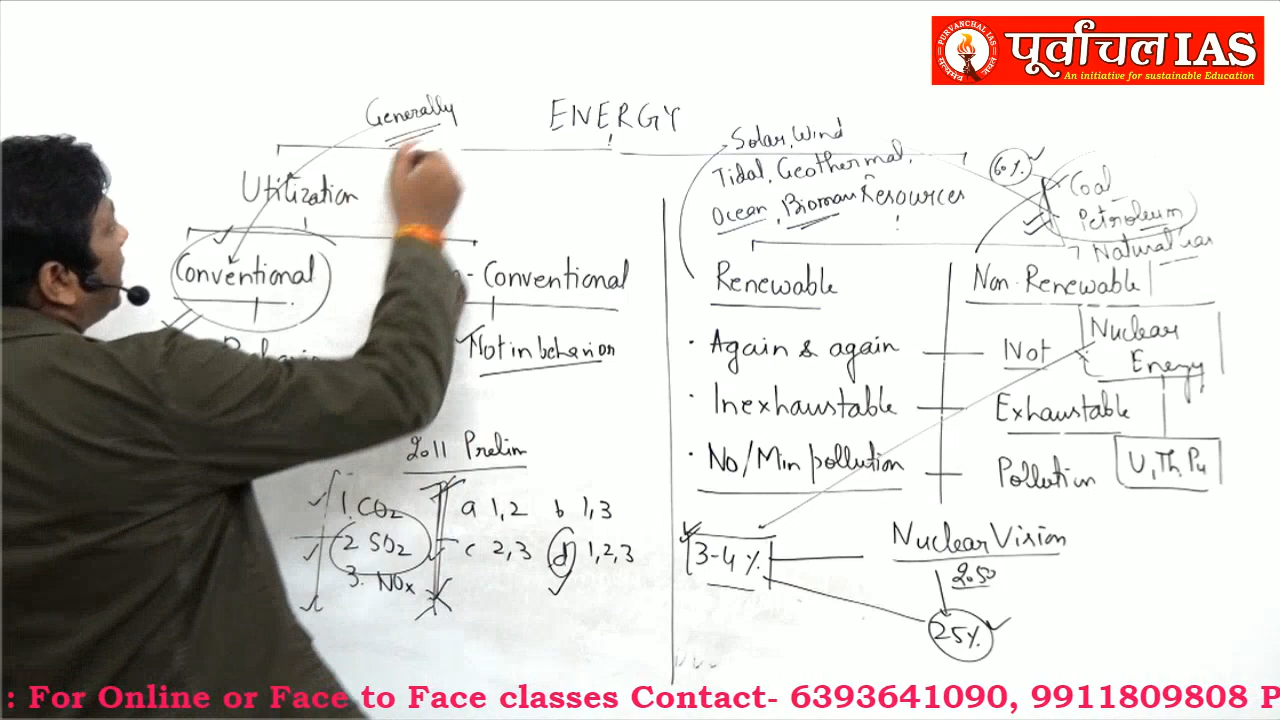 PURVANCHAL IAS
पूर्वांचल IAS
An initiative for sustainable Education
Generally
ENERGY
Utilization
Conventional
- Conventional
Not in behavior
2011 Prelim
1. CO₂
2 SO₂
3. NOx
a 1,2 b 1,3
c 2,3 d 1,2,3
Solar, Wind
Tidal, Geothermal,
Ocean, Biomass
Resources
60%
Coal
Petroleum
Natural Gas
Renewable
Non-Renewable
· Again & again
Not
Nuclear
Energy
· Inexhaustable
Exhaustable
· No/Min pollution
Pollution
U, Th, Pu
3-4%
Nuclear Vision
2050
25%
: For Online or Face to Face classes Contact- 6393641090, 9911809808 P